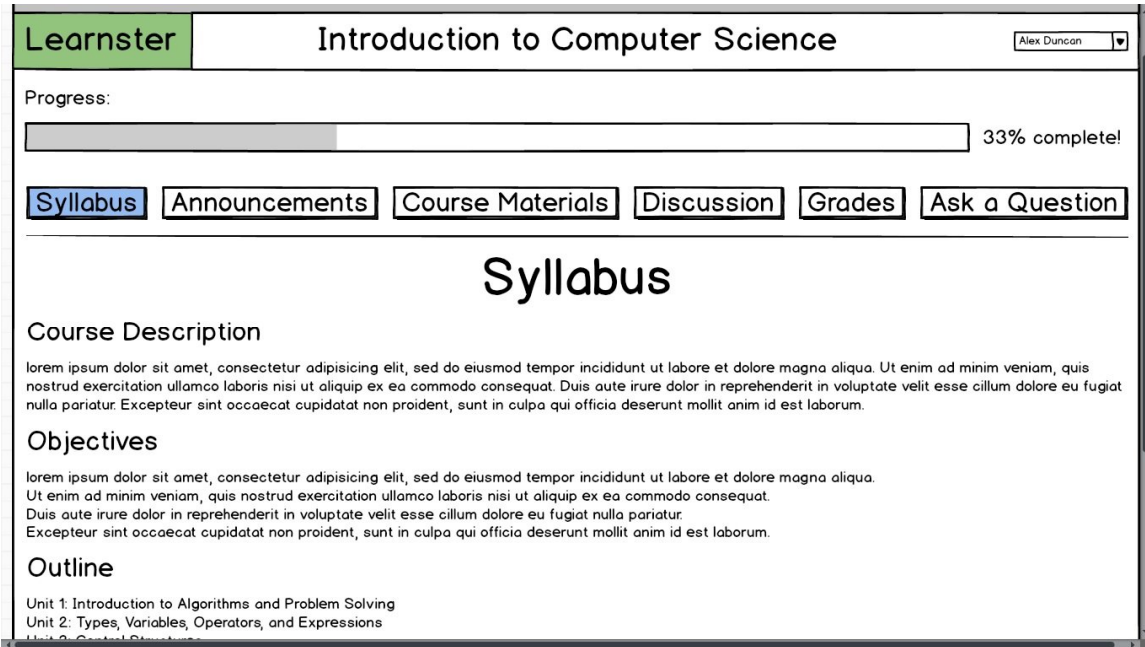 Learnster
Introduction to Computer Science
Alex Duncan
Progress:
33% complete!
Syllabus
Announcements
Course Materials
Discussion
Grades
Ask a Question
Syllabus
Course Description
lorem ipsum dolor sit amet, consectetur adipisicing elit, sed do eiusmod tempor incididunt ut labore et dolore magna aliqua. Ut enim ad minim veniam, quis
nostrud exercitation ullamco laboris nisi ut aliquip ex ea commodo consequat. Duis aute irure dolor in reprehenderit in voluptate velit esse cillum dolore eu fugiat
nulla pariatur. Excepteur sint occaecat cupidatat non proident, sunt in culpa qui officia deserunt mollit anim id est laborum.
Objectives
lorem ipsum dolor sit amet, consectetur adipisicing elit, sed do eiusmod tempor incididunt ut labore et dolore magna aliqua.
Ut enim ad minim veniam, quis nostrud exercitation ullamco laboris nisi ut aliquip ex ea commodo consequat.
Duis aute irure dolor in reprehenderit in voluptate velit esse cillum dolore eu fugiat nulla pariatur.
Excepteur sint occaecat cupidatat non proident, sunt in culpa qui officia deserunt mollit anim id est laborum.
Outline
Unit 1: Introduction to Algorithms and Problem Solving
Unit 2: Types, Variables, Operators, and Expressions
Unit 3: Control Structures